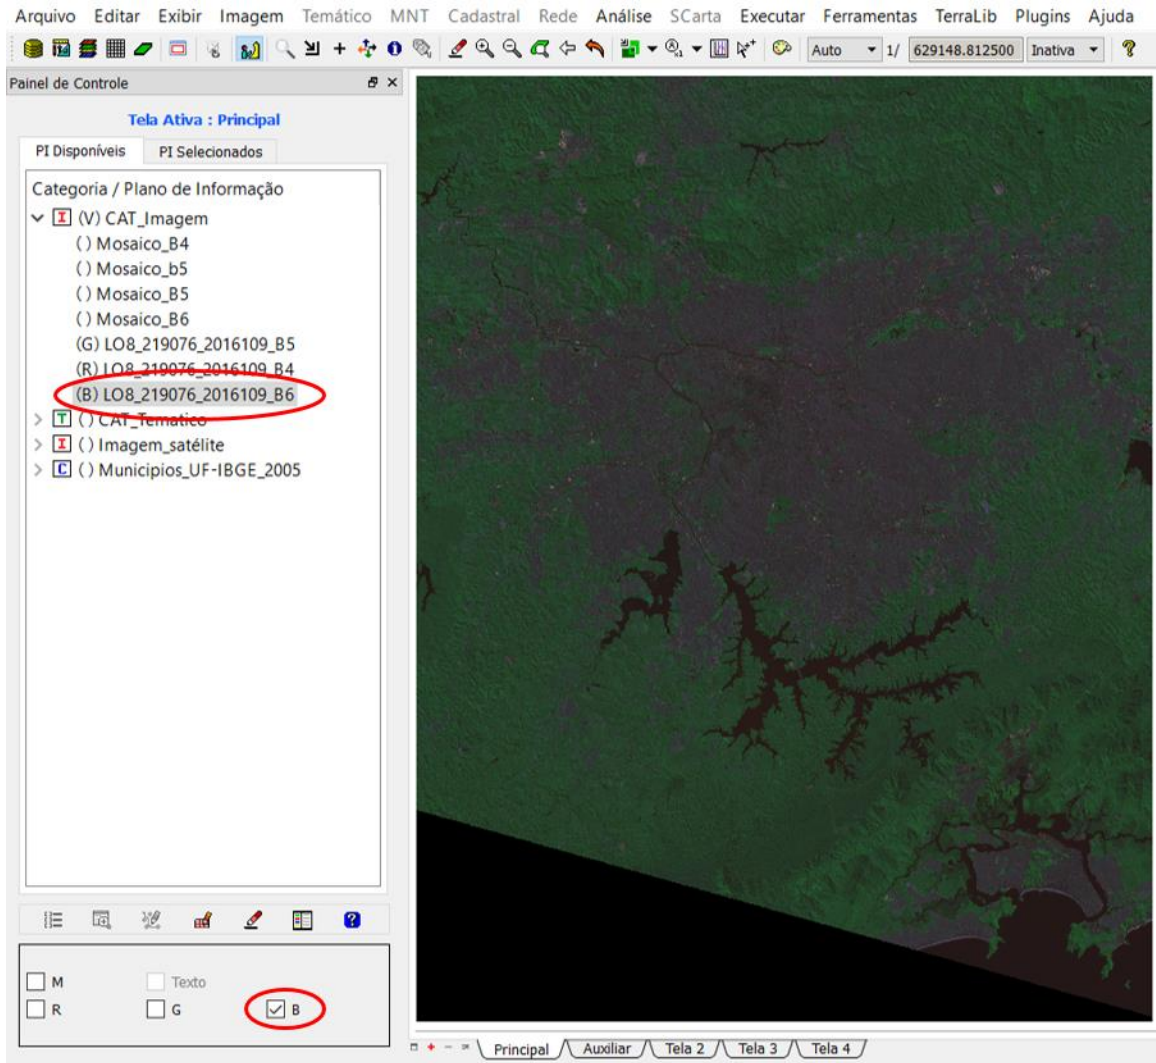 Arquivo Editar Exibir Imagem Temático MNT Cadastral Rede Análise SCarta Executar Ferramentas TerraLib Plugins Ajuda
Auto 1/ 629148.812500 Inativa
Painel de Controle
Tela Ativa : Principal
PI Disponíveis PI Selecionados
Categoria / Plano de Informação
(V) CAT_Imagem
() Mosaico_B4
() Mosaico_b5
() Mosaico_B5
() Mosaico_B6
(G) LO8_219076_2016109_B5
(R) LO8_219076_2016109_B4
(B) LO8_219076_2016109_B6
T () CAT_Tematico
I () Imagem_satélite
C () Municipios_UF-IBGE_2005
M Texto
R G B
Principal Auxiliar Tela 2 Tela 3 Tela 4